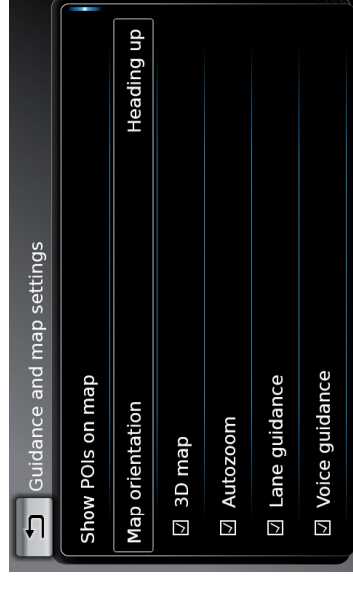 Guidance and map settings
Show POIs on map
Map orientation Heading up
3D map
Autozoom
Lane guidance
Voice guidance